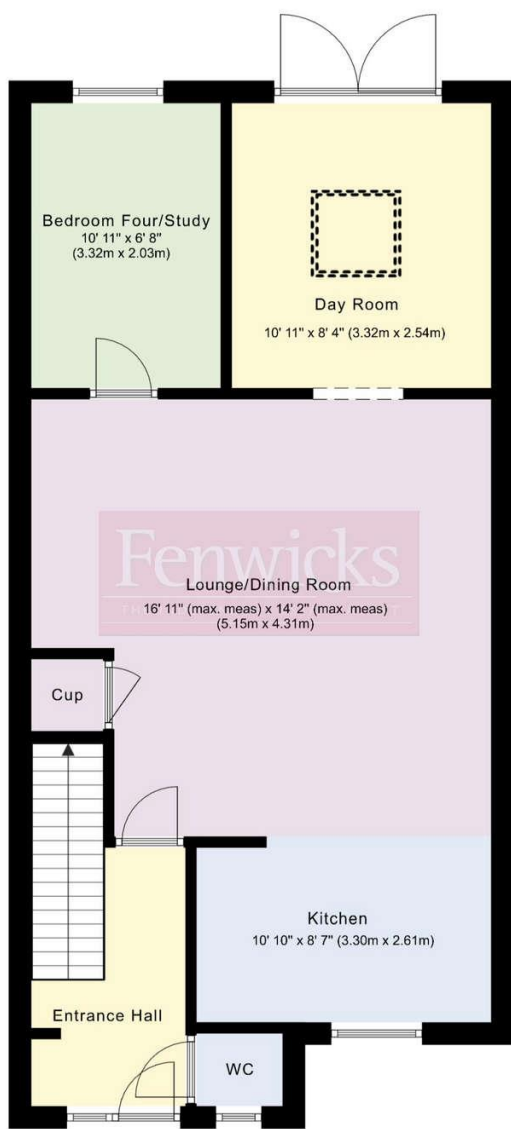 Bedroom Four/Study
10' 11" x 6' 8"
(3.32m x 2.03m)
Day Room
10' 11" x 8' 4" (3.32m x 2.54m)
Fenwicks
Lounge/Dining Room
16' 11" (max. meas) x 14' 2" (max. meas)
(5.15m x 4.31m)
Cup
Kitchen
10' 10" x 8' 7" (3.30m x 2.61m)
Entrance Hall
WC